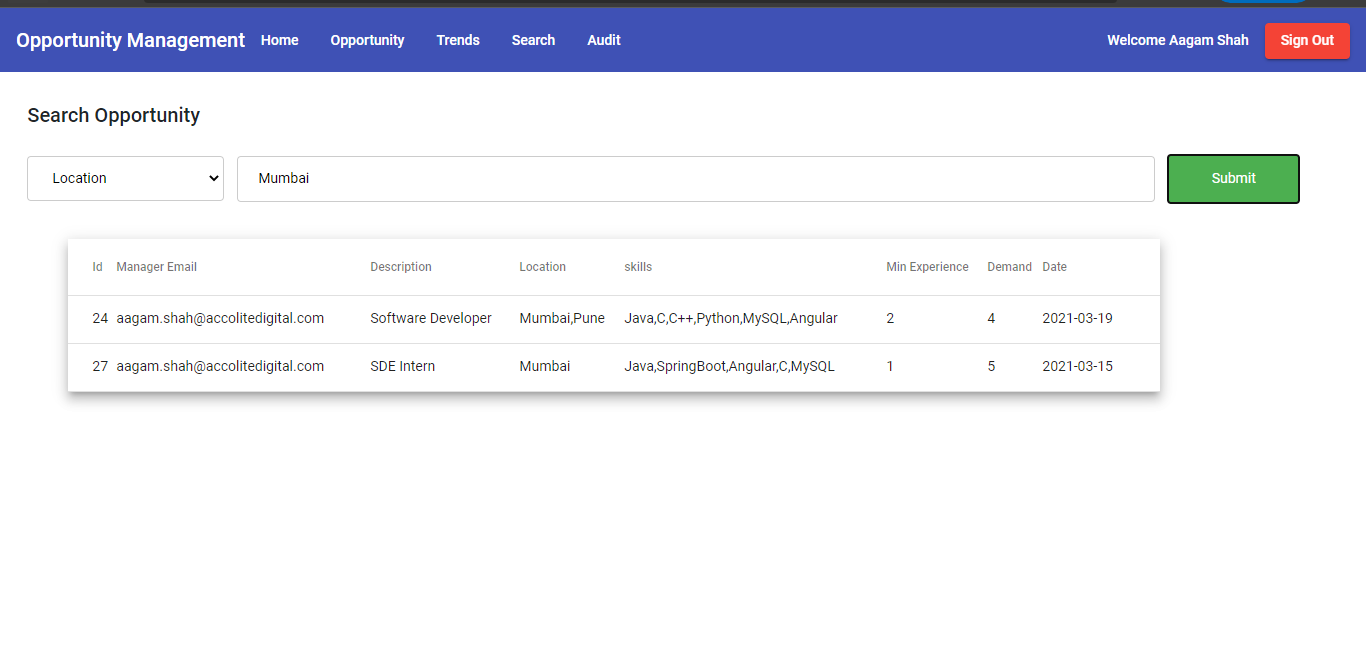 Opportunity Management Home Opportunity Trends Search Audit Welcome Aagam Shah Sign Out
Search Opportunity
Location Mumbai Submit
Id Manager Email Description Location skills Min Experience Demand Date
24 aagam.shah@accolitedigital.com Software Developer Mumbai,Pune Java,C,C++,Python,MySQL,Angular 2 4 2021-03-19
27 aagam.shah@accolitedigital.com SDE Intern Mumbai Java,SpringBoot,Angular,C,MySQL 1 5 2021-03-15